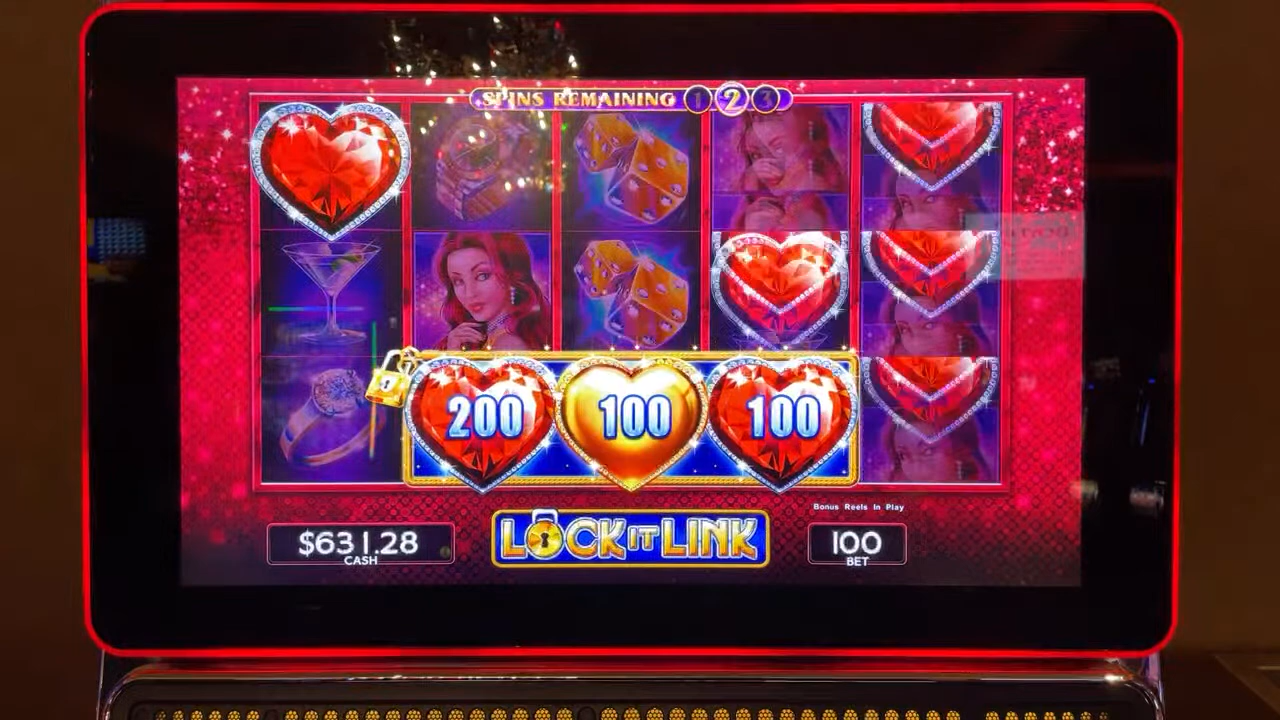 SPINS REMAINING 1 2 3
200 100 100
Bonus Reels In Play
$631.28
CASH
LOCK IT LINK
100
BET